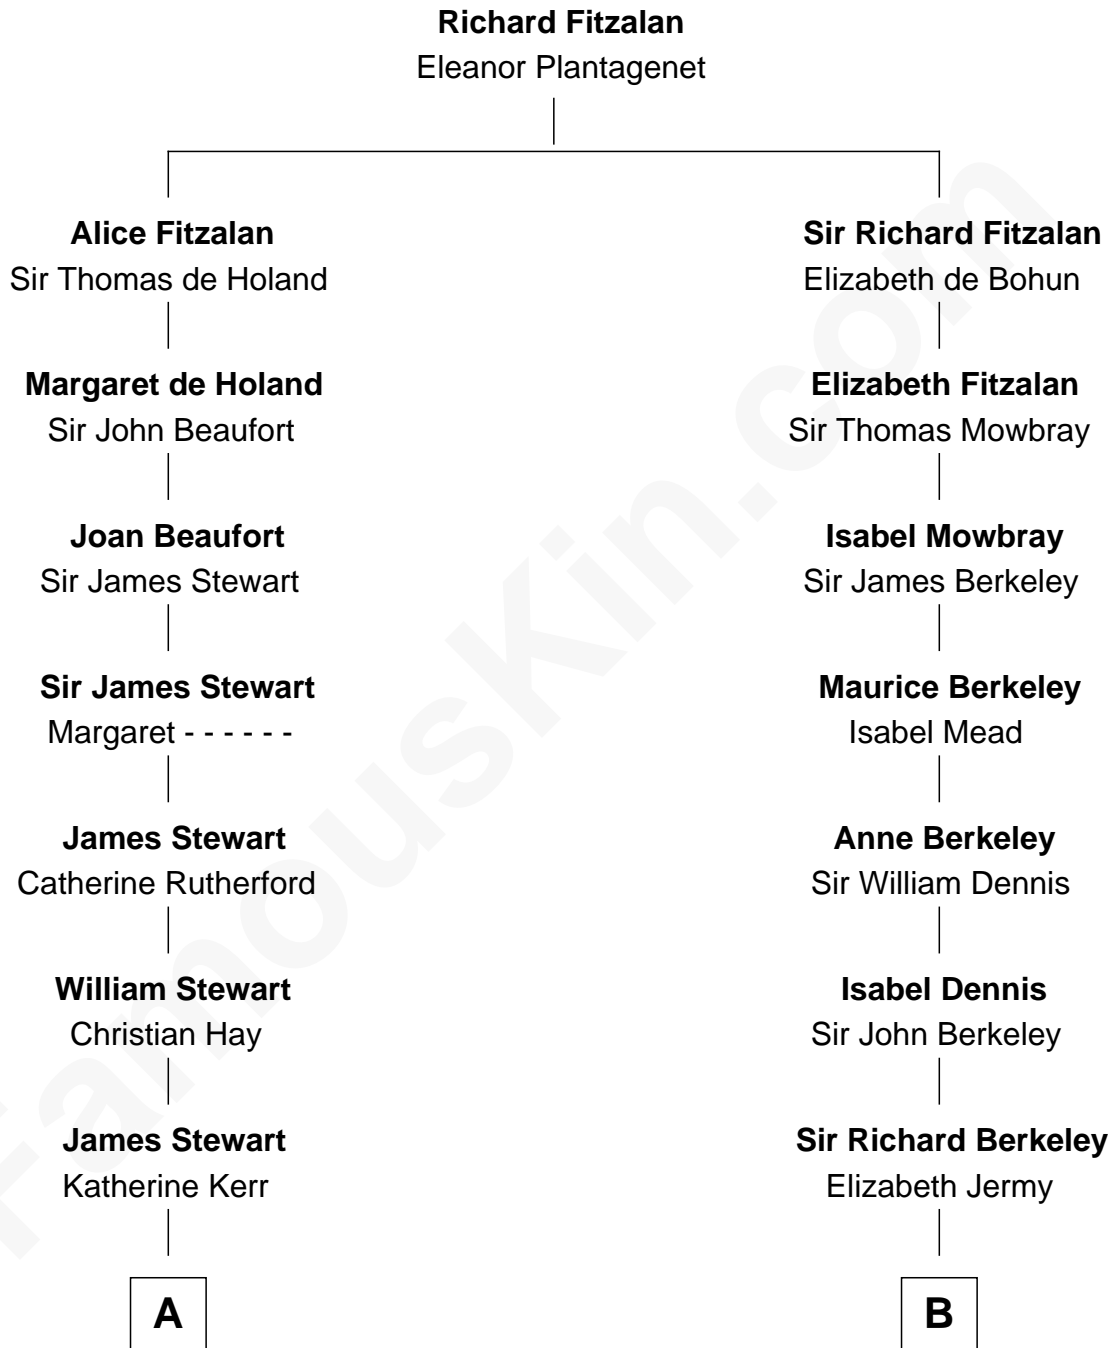 Richard Fitzalan
Eleanor Plantagenet
Alice Fitzalan
Sir Thomas de Holand
Sir Richard Fitzalan
Elizabeth de Bohun
Margaret de Holand
Sir John Beaufort
Elizabeth Fitzalan
Sir Thomas Mowbray
Joan Beaufort
Sir James Stewart
Isabel Mowbray
Sir James Berkeley
Sir James Stewart
Margaret - - - - - -
Maurice Berkeley
Isabel Mead
James Stewart
Catherine Rutherford
Anne Berkeley
Sir William Dennis
William Stewart
Christian Hay
Isabel Dennis
Sir John Berkeley
James Stewart
Katherine Kerr
Sir Richard Berkeley
Elizabeth Jermy
A
B
FamousKin.com